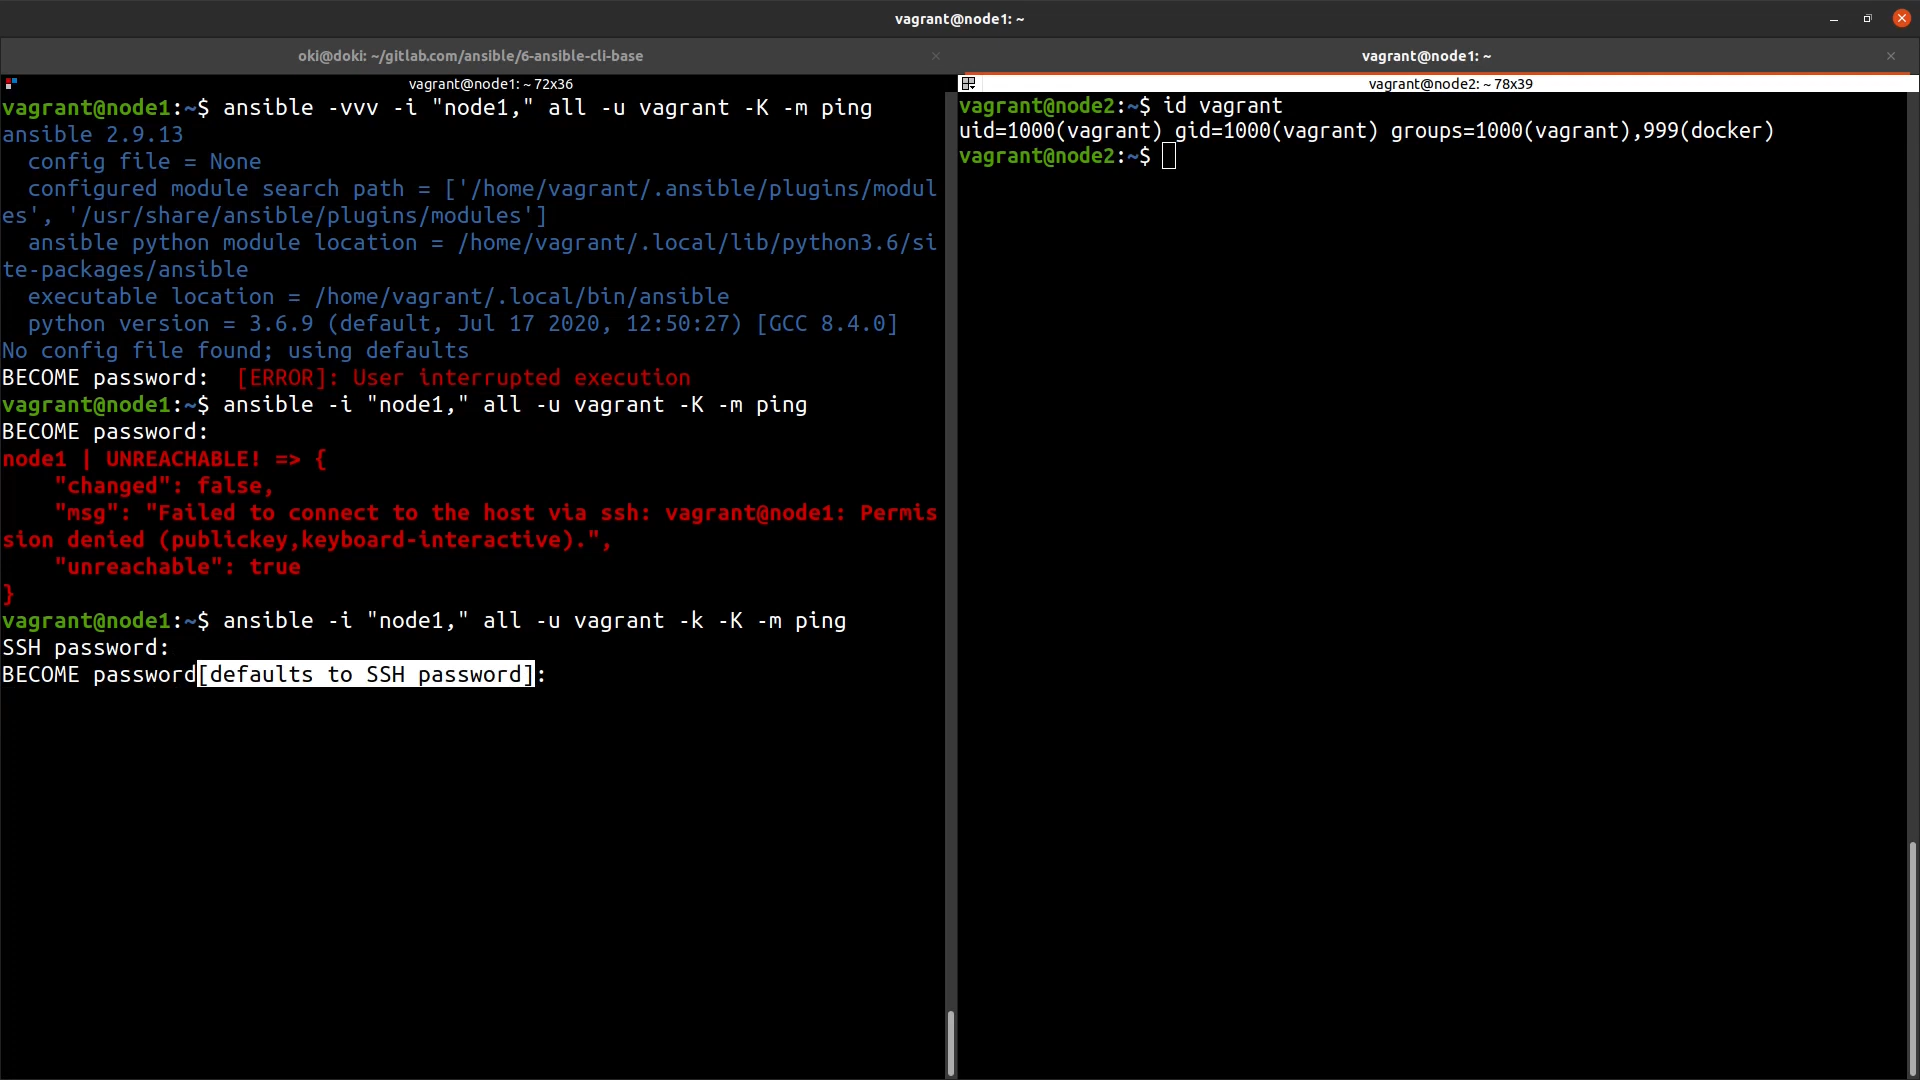 vagrant@node1: ~
oki@doki: ~/gitlab.com/ansible/6-ansible-cli-base
vagrant@node1: ~
vagrant@node1: ~ 72x36
vagrant@node1:~$ ansible -vvv -i "node1," all -u vagrant -K -m ping
ansible 2.9.13
  config file = None
  configured module search path = ['/home/vagrant/.ansible/plugins/modul
es', '/usr/share/ansible/plugins/modules']
  ansible python module location = /home/vagrant/.local/lib/python3.6/si
te-packages/ansible
  executable location = /home/vagrant/.local/bin/ansible
  python version = 3.6.9 (default, Jul 17 2020, 12:50:27) [GCC 8.4.0]
No config file found; using defaults
BECOME password:  [ERROR]: User interrupted execution
vagrant@node1:~$ ansible -i "node1," all -u vagrant -K -m ping
BECOME password:
node1 | UNREACHABLE! => {
    "changed": false,
    "msg": "Failed to connect to the host via ssh: vagrant@node1: Permis
sion denied (publickey,keyboard-interactive).",
    "unreachable": true
}
vagrant@node1:~$ ansible -i "node1," all -u vagrant -k -K -m ping
SSH password:
BECOME password[defaults to SSH password]:
vagrant@node2: ~ 78x39
vagrant@node2:~$ id vagrant
uid=1000(vagrant) gid=1000(vagrant) groups=1000(vagrant),999(docker)
vagrant@node2:~$